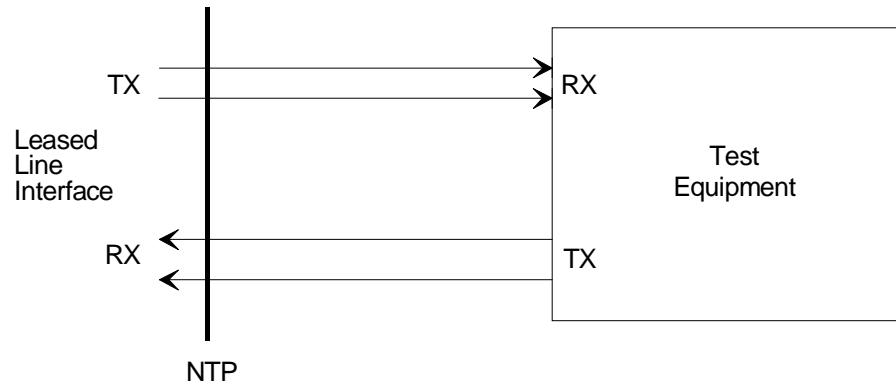 TX
RX
Leased
Line
Interface
Test
Equipment
RX
TX
NTP